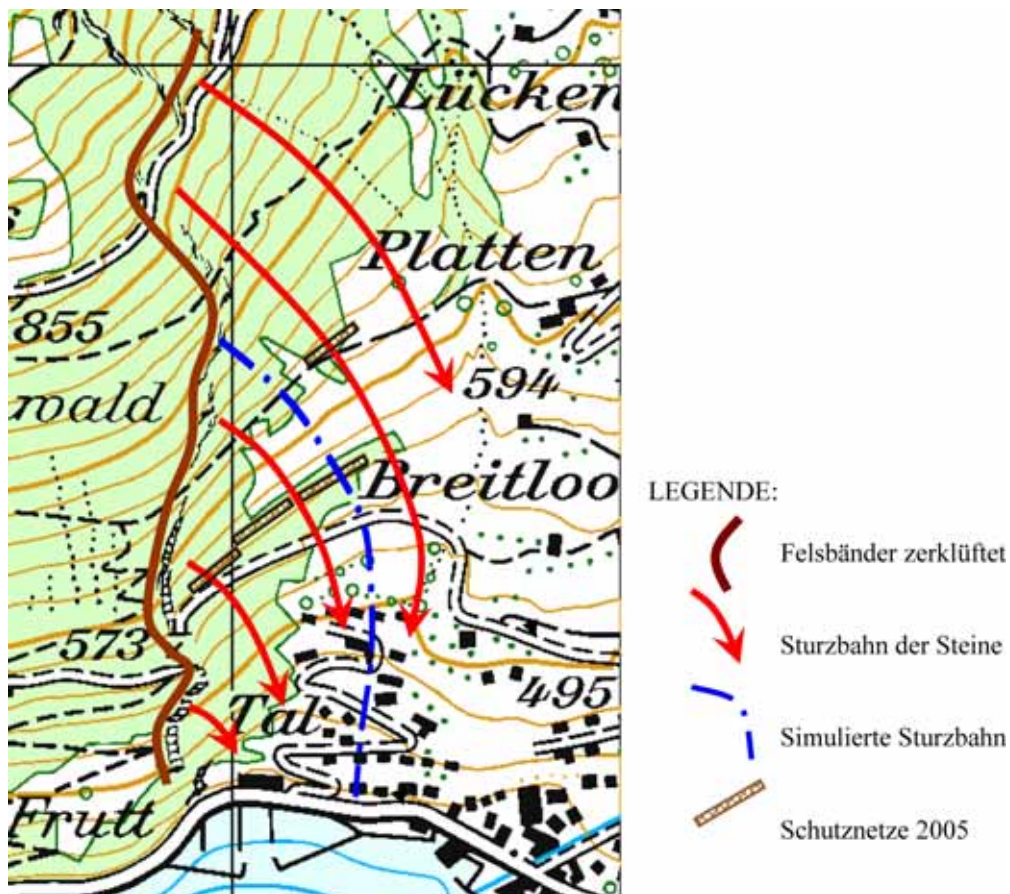 Lücken
Platten
855
594
wald
Breitloo
573
495
Tal
Frutt
LEGENDE:
Felsbänder zerklüftet
Sturzbahn der Steine
Simulierte Sturzbahn
Schutznetze 2005